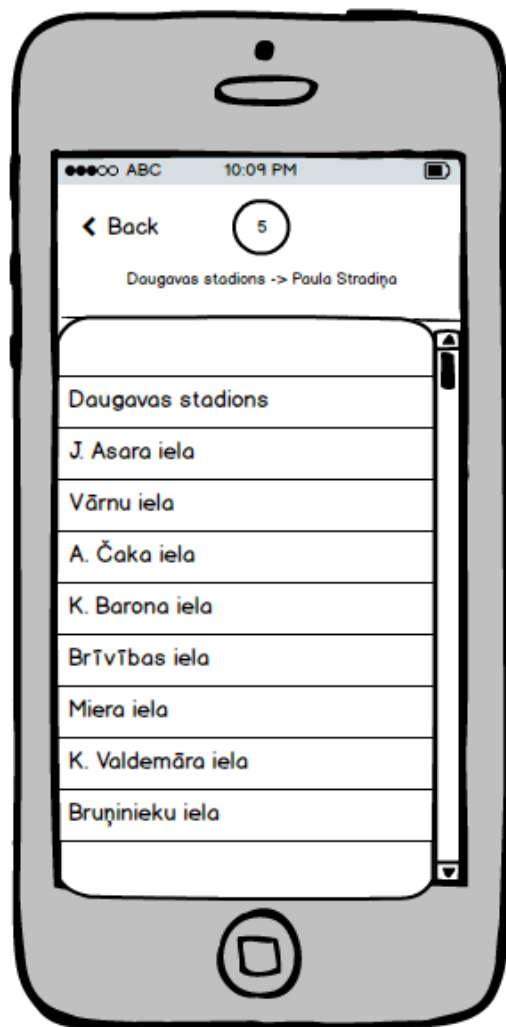 ABC 10:09 PM
Back 5
Daugavas stadions -> Paula Stradiņa
Daugavas stadions
J. Asara iela
Vārnu iela
A. Čaka iela
K. Barona iela
Brīvības iela
Miera iela
K. Valdemāra iela
Bruņinieku iela